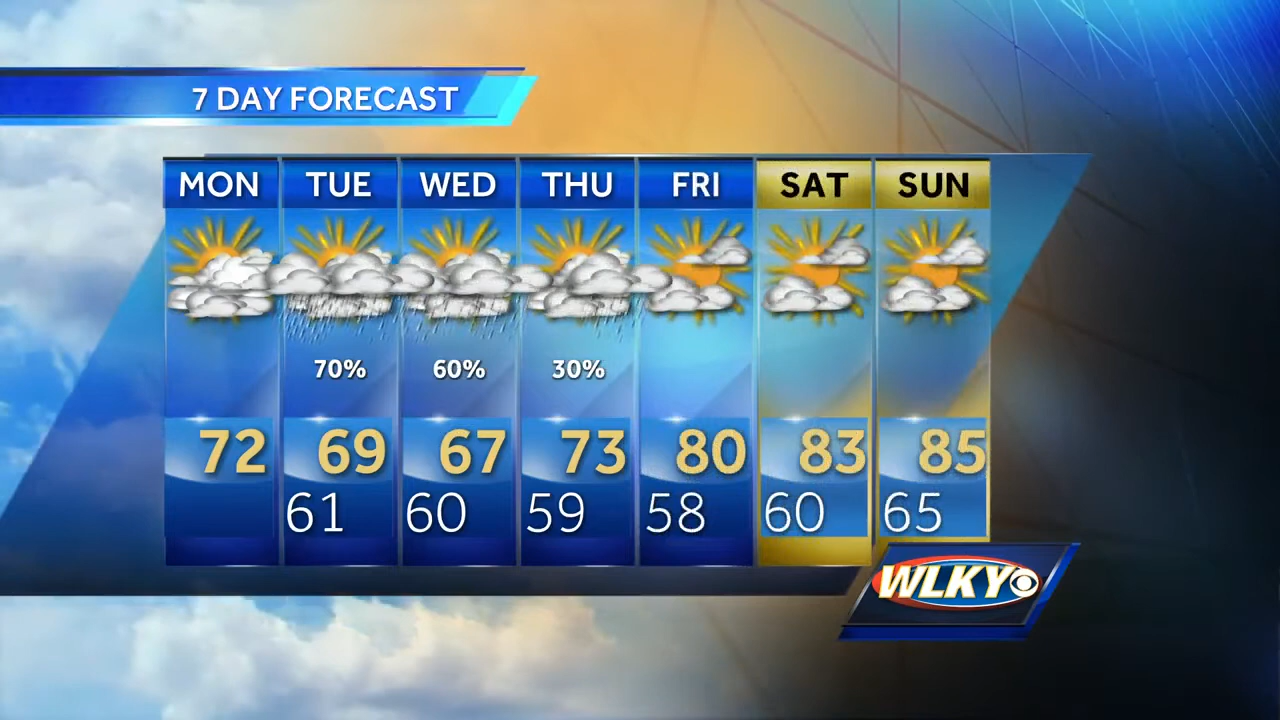 7 DAY FORECAST
MON TUE WED THU FRI SAT SUN
70% 60% 30%
72 69 67 73 80 83 85
61 60 59 58 60 65
WLKY